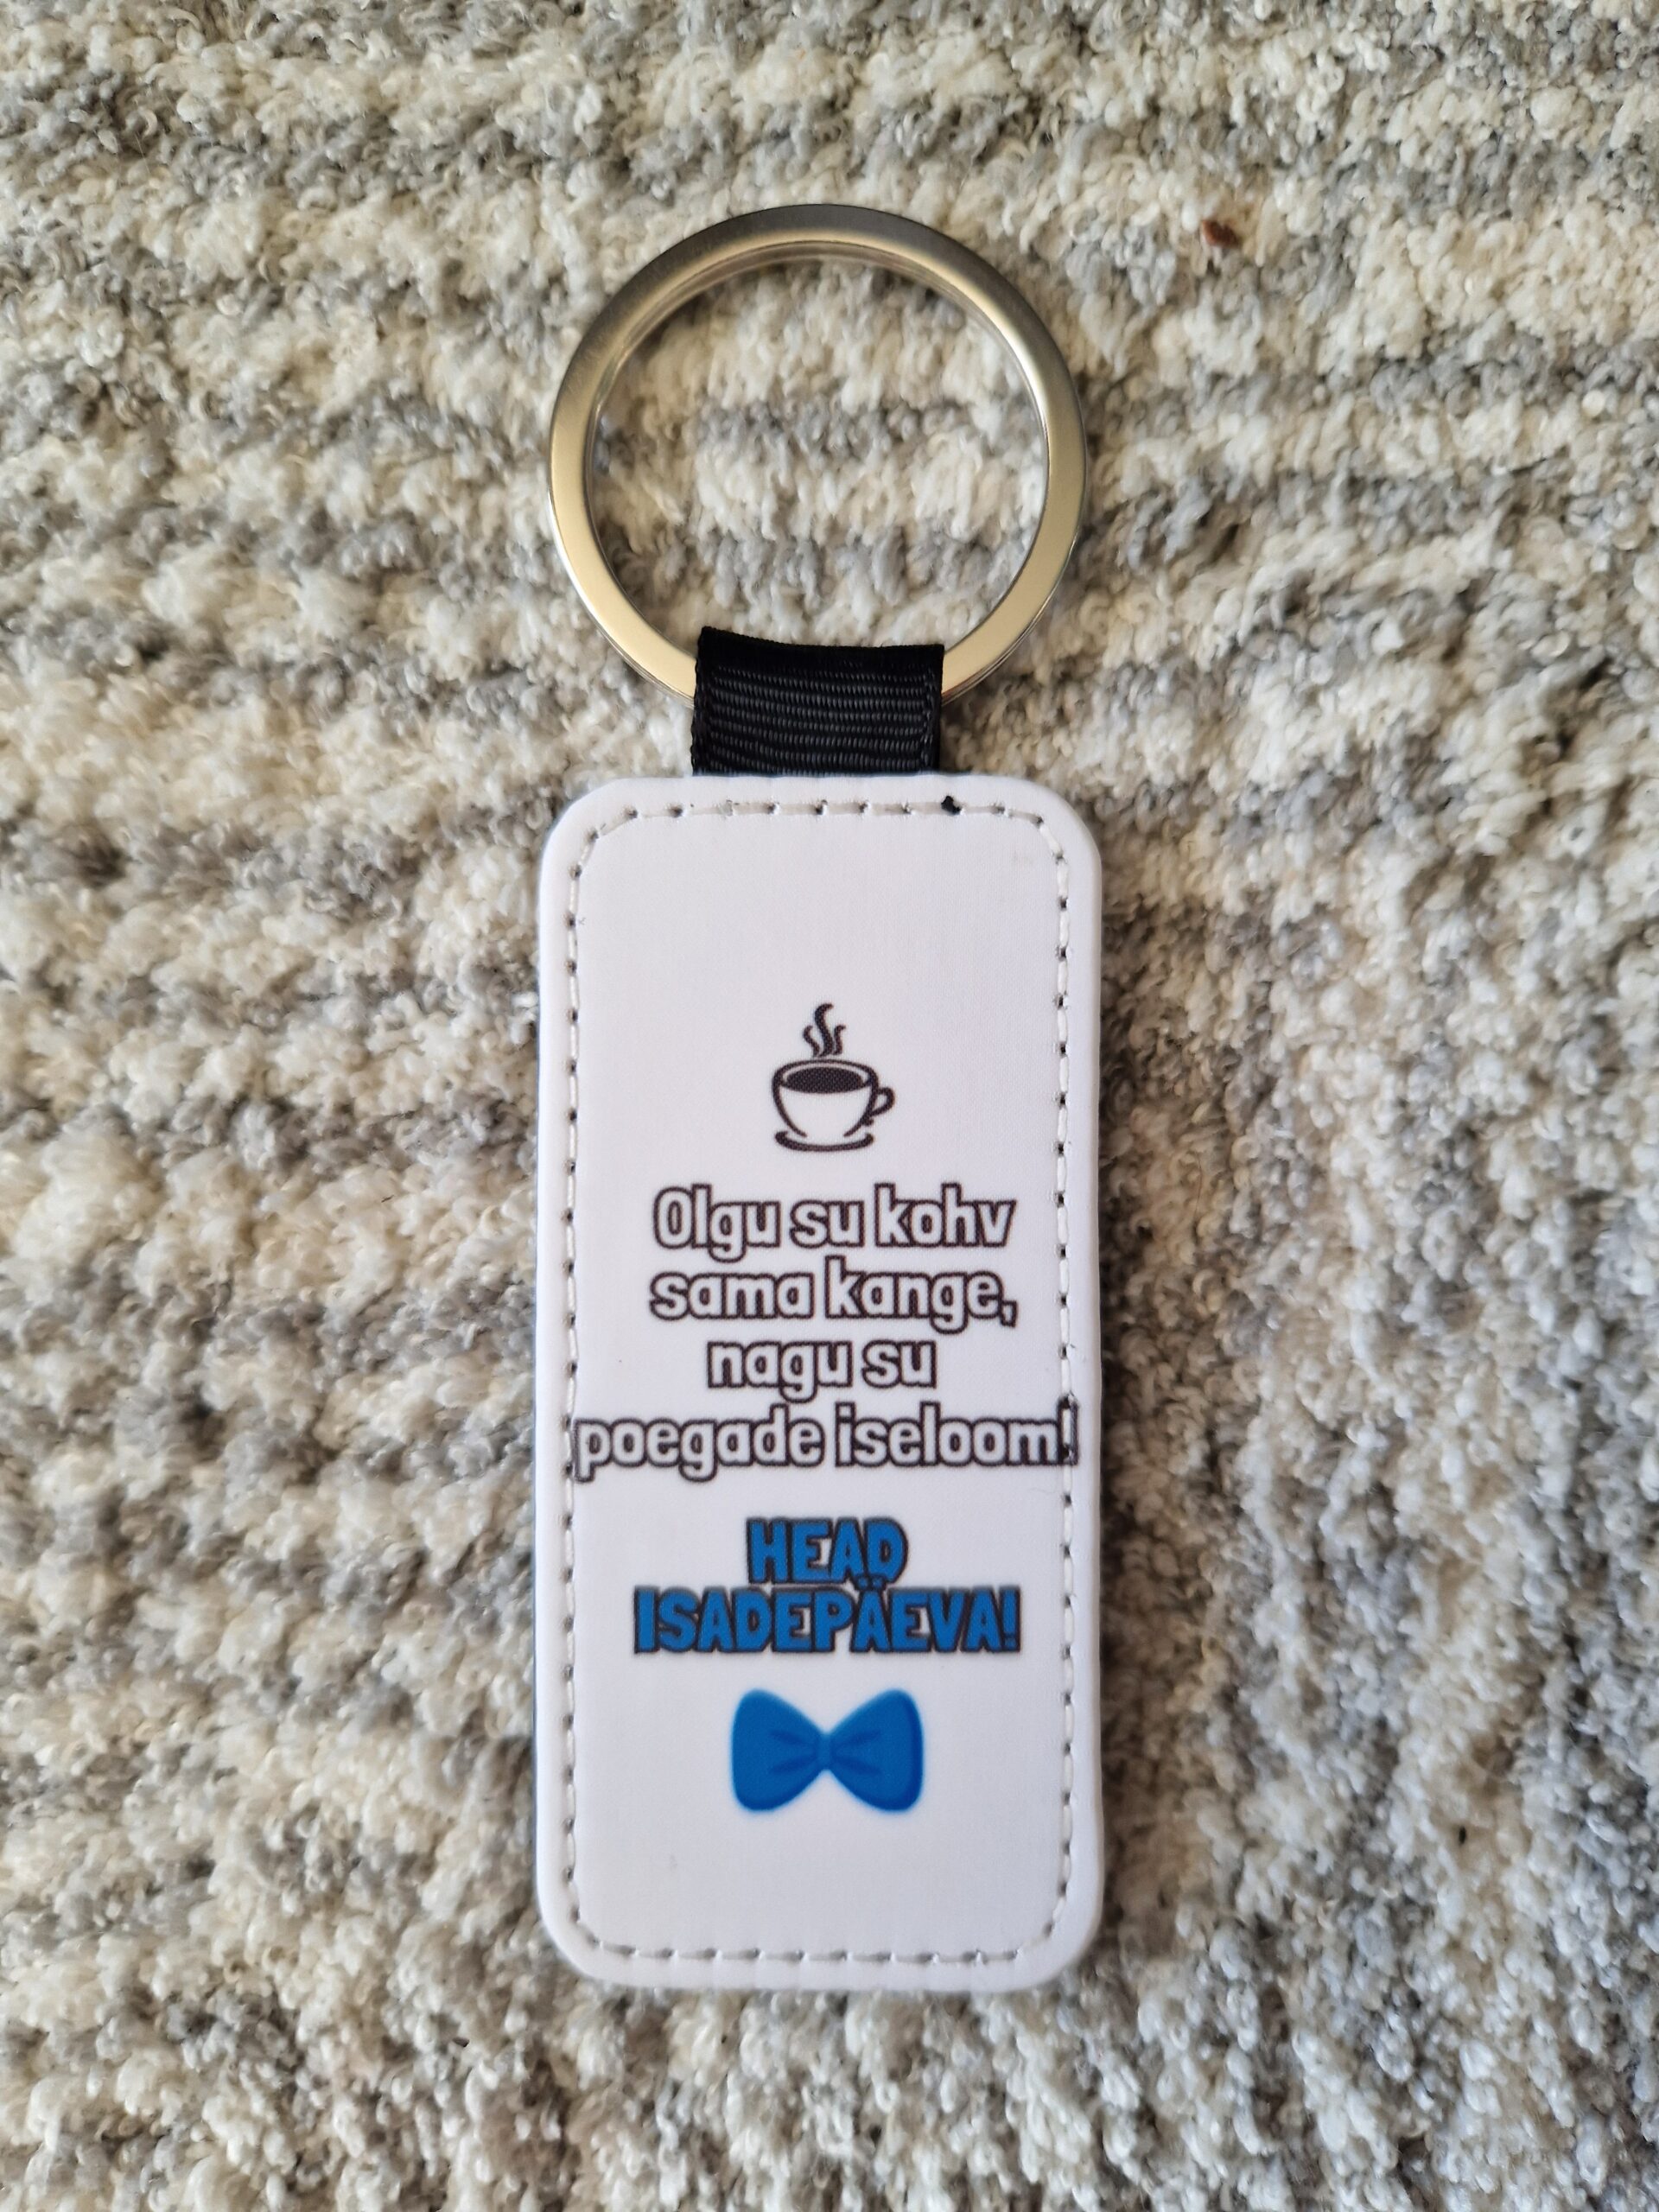 Olgu su kohv
sama kange,
nagu su
poegade iseloom!
HEAD
ISADEPÄEVA!